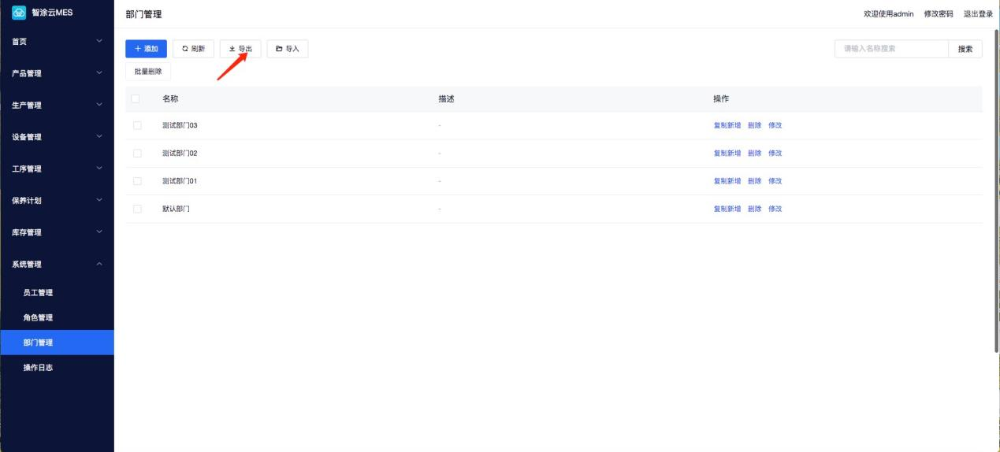 智涂云MES
部门管理
欢迎使用admin 修改密码 退出登录
首页
产品管理
生产管理
设备管理
工序管理
保养计划
库存管理
系统管理
员工管理
角色管理
部门管理
操作日志
添加 刷新 导出 导入
请输入名称搜索 搜索
批量删除
名称 描述 操作
测试部门03 - 复制新增 删除 修改
测试部门02 - 复制新增 删除 修改
测试部门01 - 复制新增 删除 修改
默认部门 - 复制新增 删除 修改